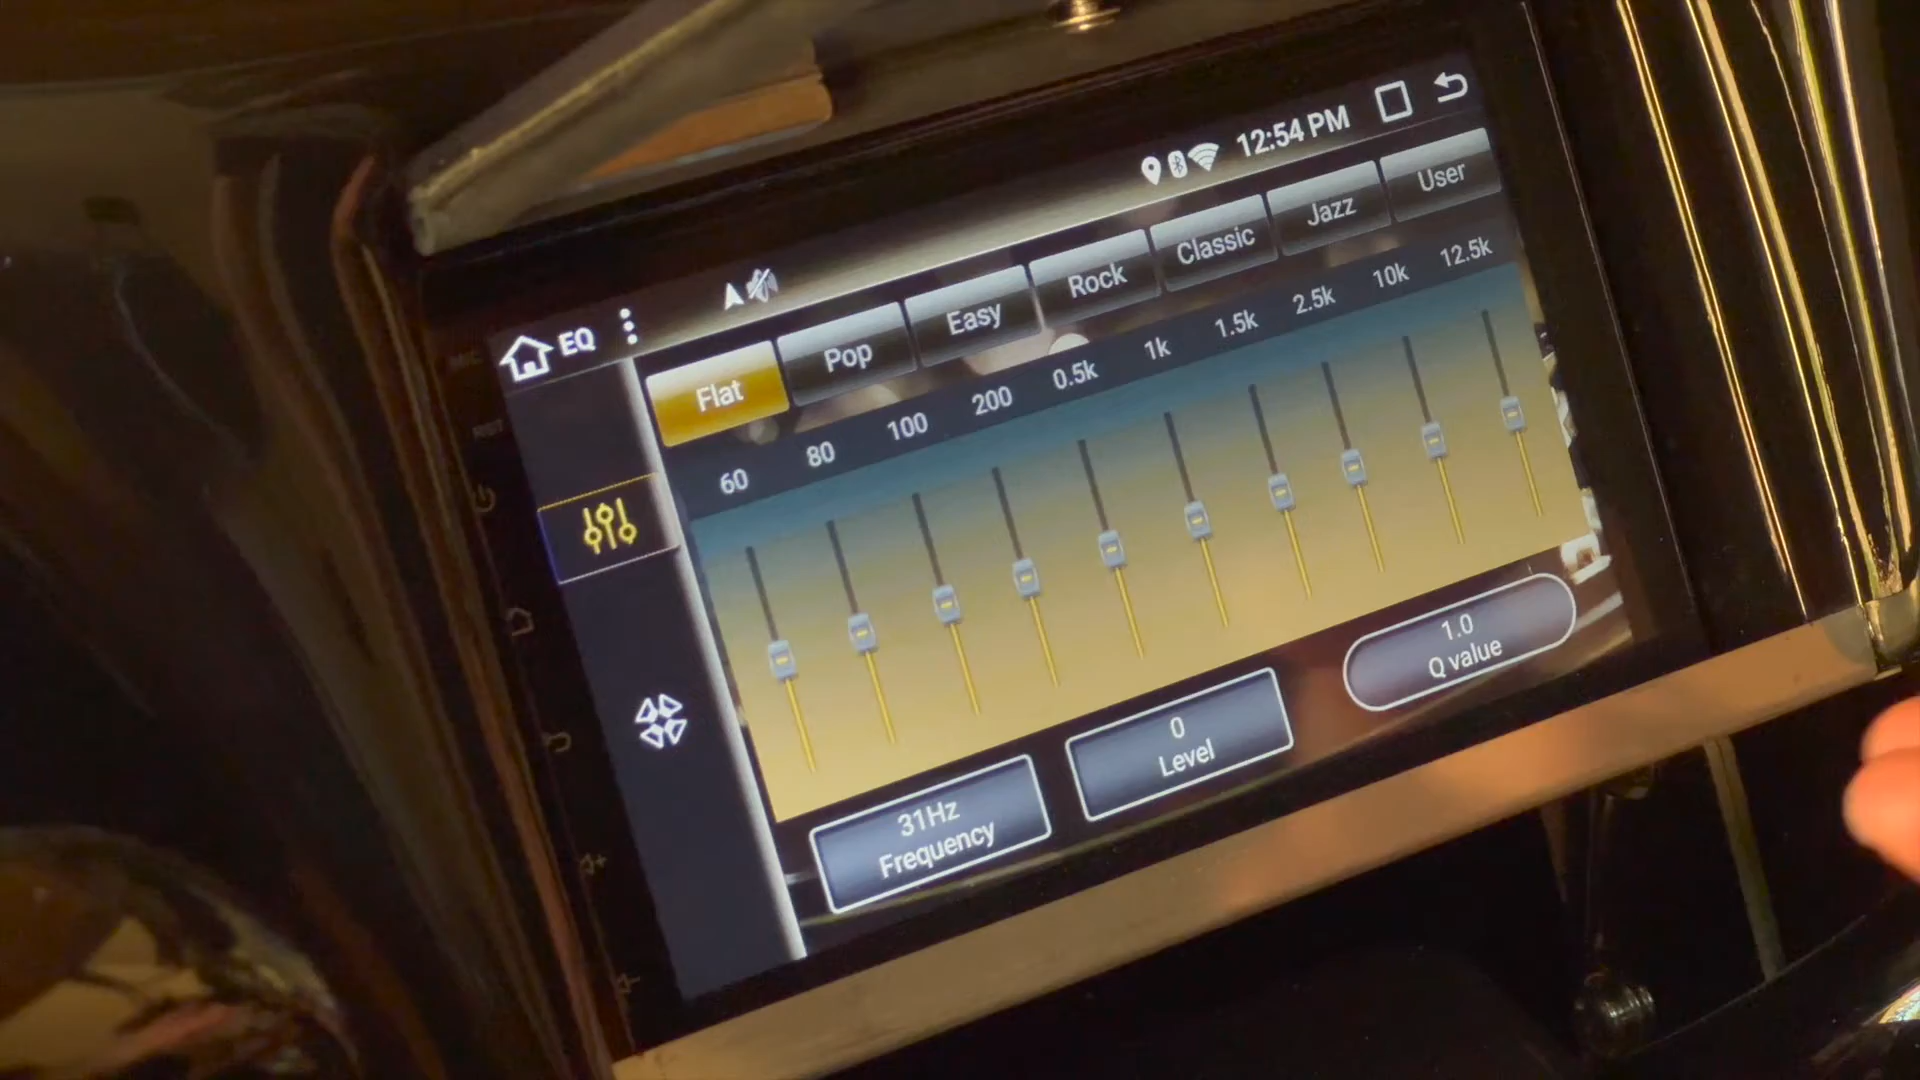 12:54 PM
EQ
Flat Pop Easy Rock Classic Jazz User
60 80 100 200 0.5k 1k 1.5k 2.5k 10k 12.5k
31Hz
Frequency
0
Level
1.0
Q value
RST